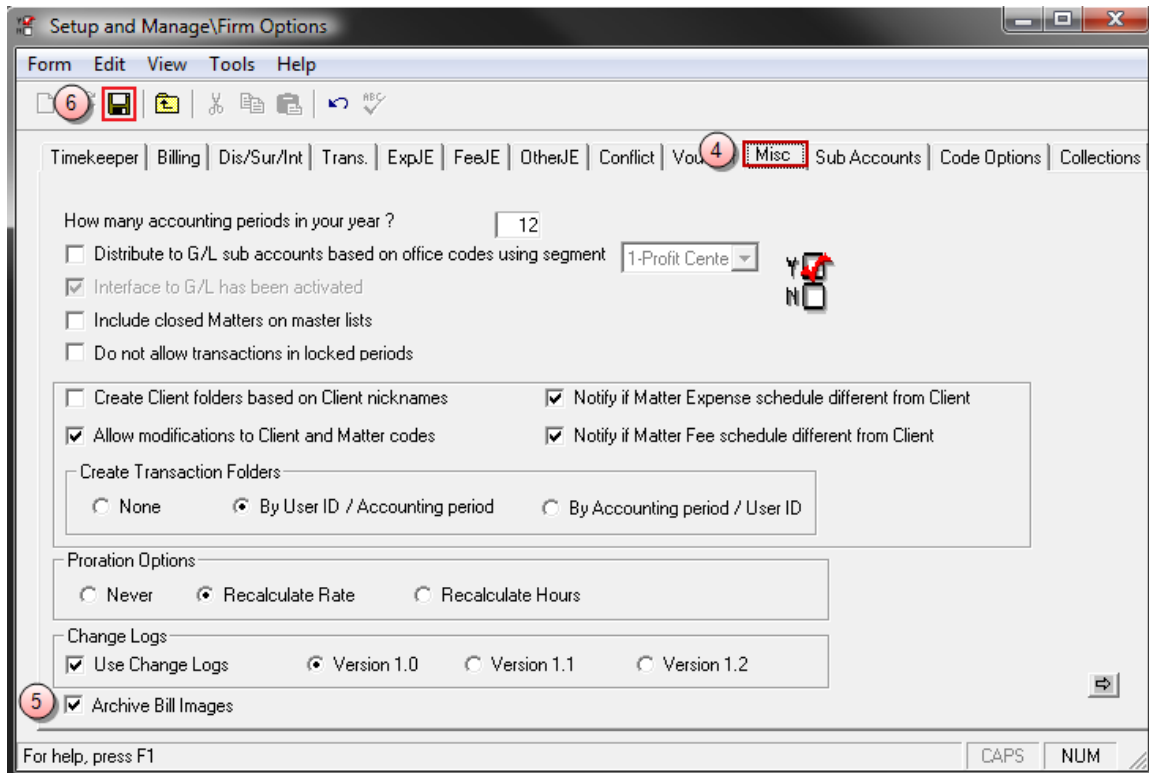 Setup and Manage\Firm Options
Form Edit View Tools Help
6 ABC
Timekeeper Billing Dis/Sur/Int Trans. ExpJE FeeJE OtherJE Conflict Vou 4 Misc Sub Accounts Code Options Collections
How many accounting periods in your year ? 12
Distribute to G/L sub accounts based on office codes using segment 1-Profit Cente
Y
Interface to G/L has been activated
N
Include closed Matters on master lists
Do not allow transactions in locked periods
Create Client folders based on Client nicknames Notify if Matter Expense schedule different from Client
Allow modifications to Client and Matter codes Notify if Matter Fee schedule different from Client
Create Transaction Folders
None By User ID / Accounting period By Accounting period / User ID
Proration Options
Never Recalculate Rate Recalculate Hours
Change Logs
Use Change Logs Version 1.0 Version 1.1 Version 1.2
5 Archive Bill Images
For help, press F1 CAPS NUM